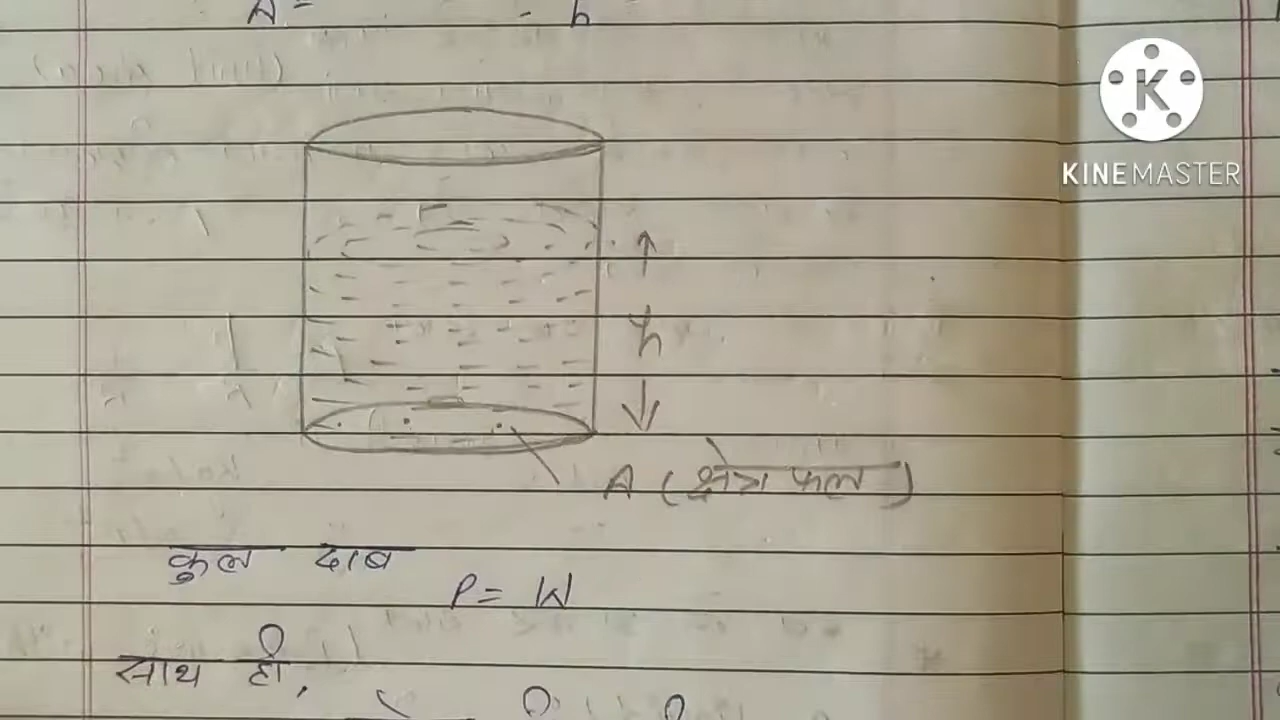 A = - h
KINEMASTER
h
A (क्षेत्रफल)
कुल दाब
P = W
साथ ही,